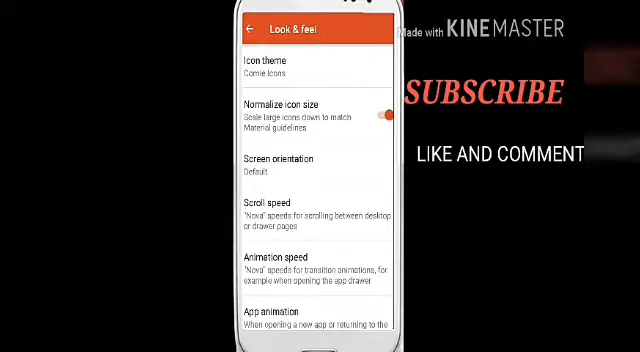 Look & feel
Made with KINEMASTER
Icon theme
Comie Icons
Normalize icon size
Scale large icons down to match
Material guidelines
Screen orientation
Default
Scroll speed
"Nova" speeds for scrolling between desktop
or drawer pages
Animation speed
"Nova" speeds for transition animations, for
example when opening the app drawer
App animation
When opening a new app or returning to the
SUBSCRIBE
LIKE AND COMMENT